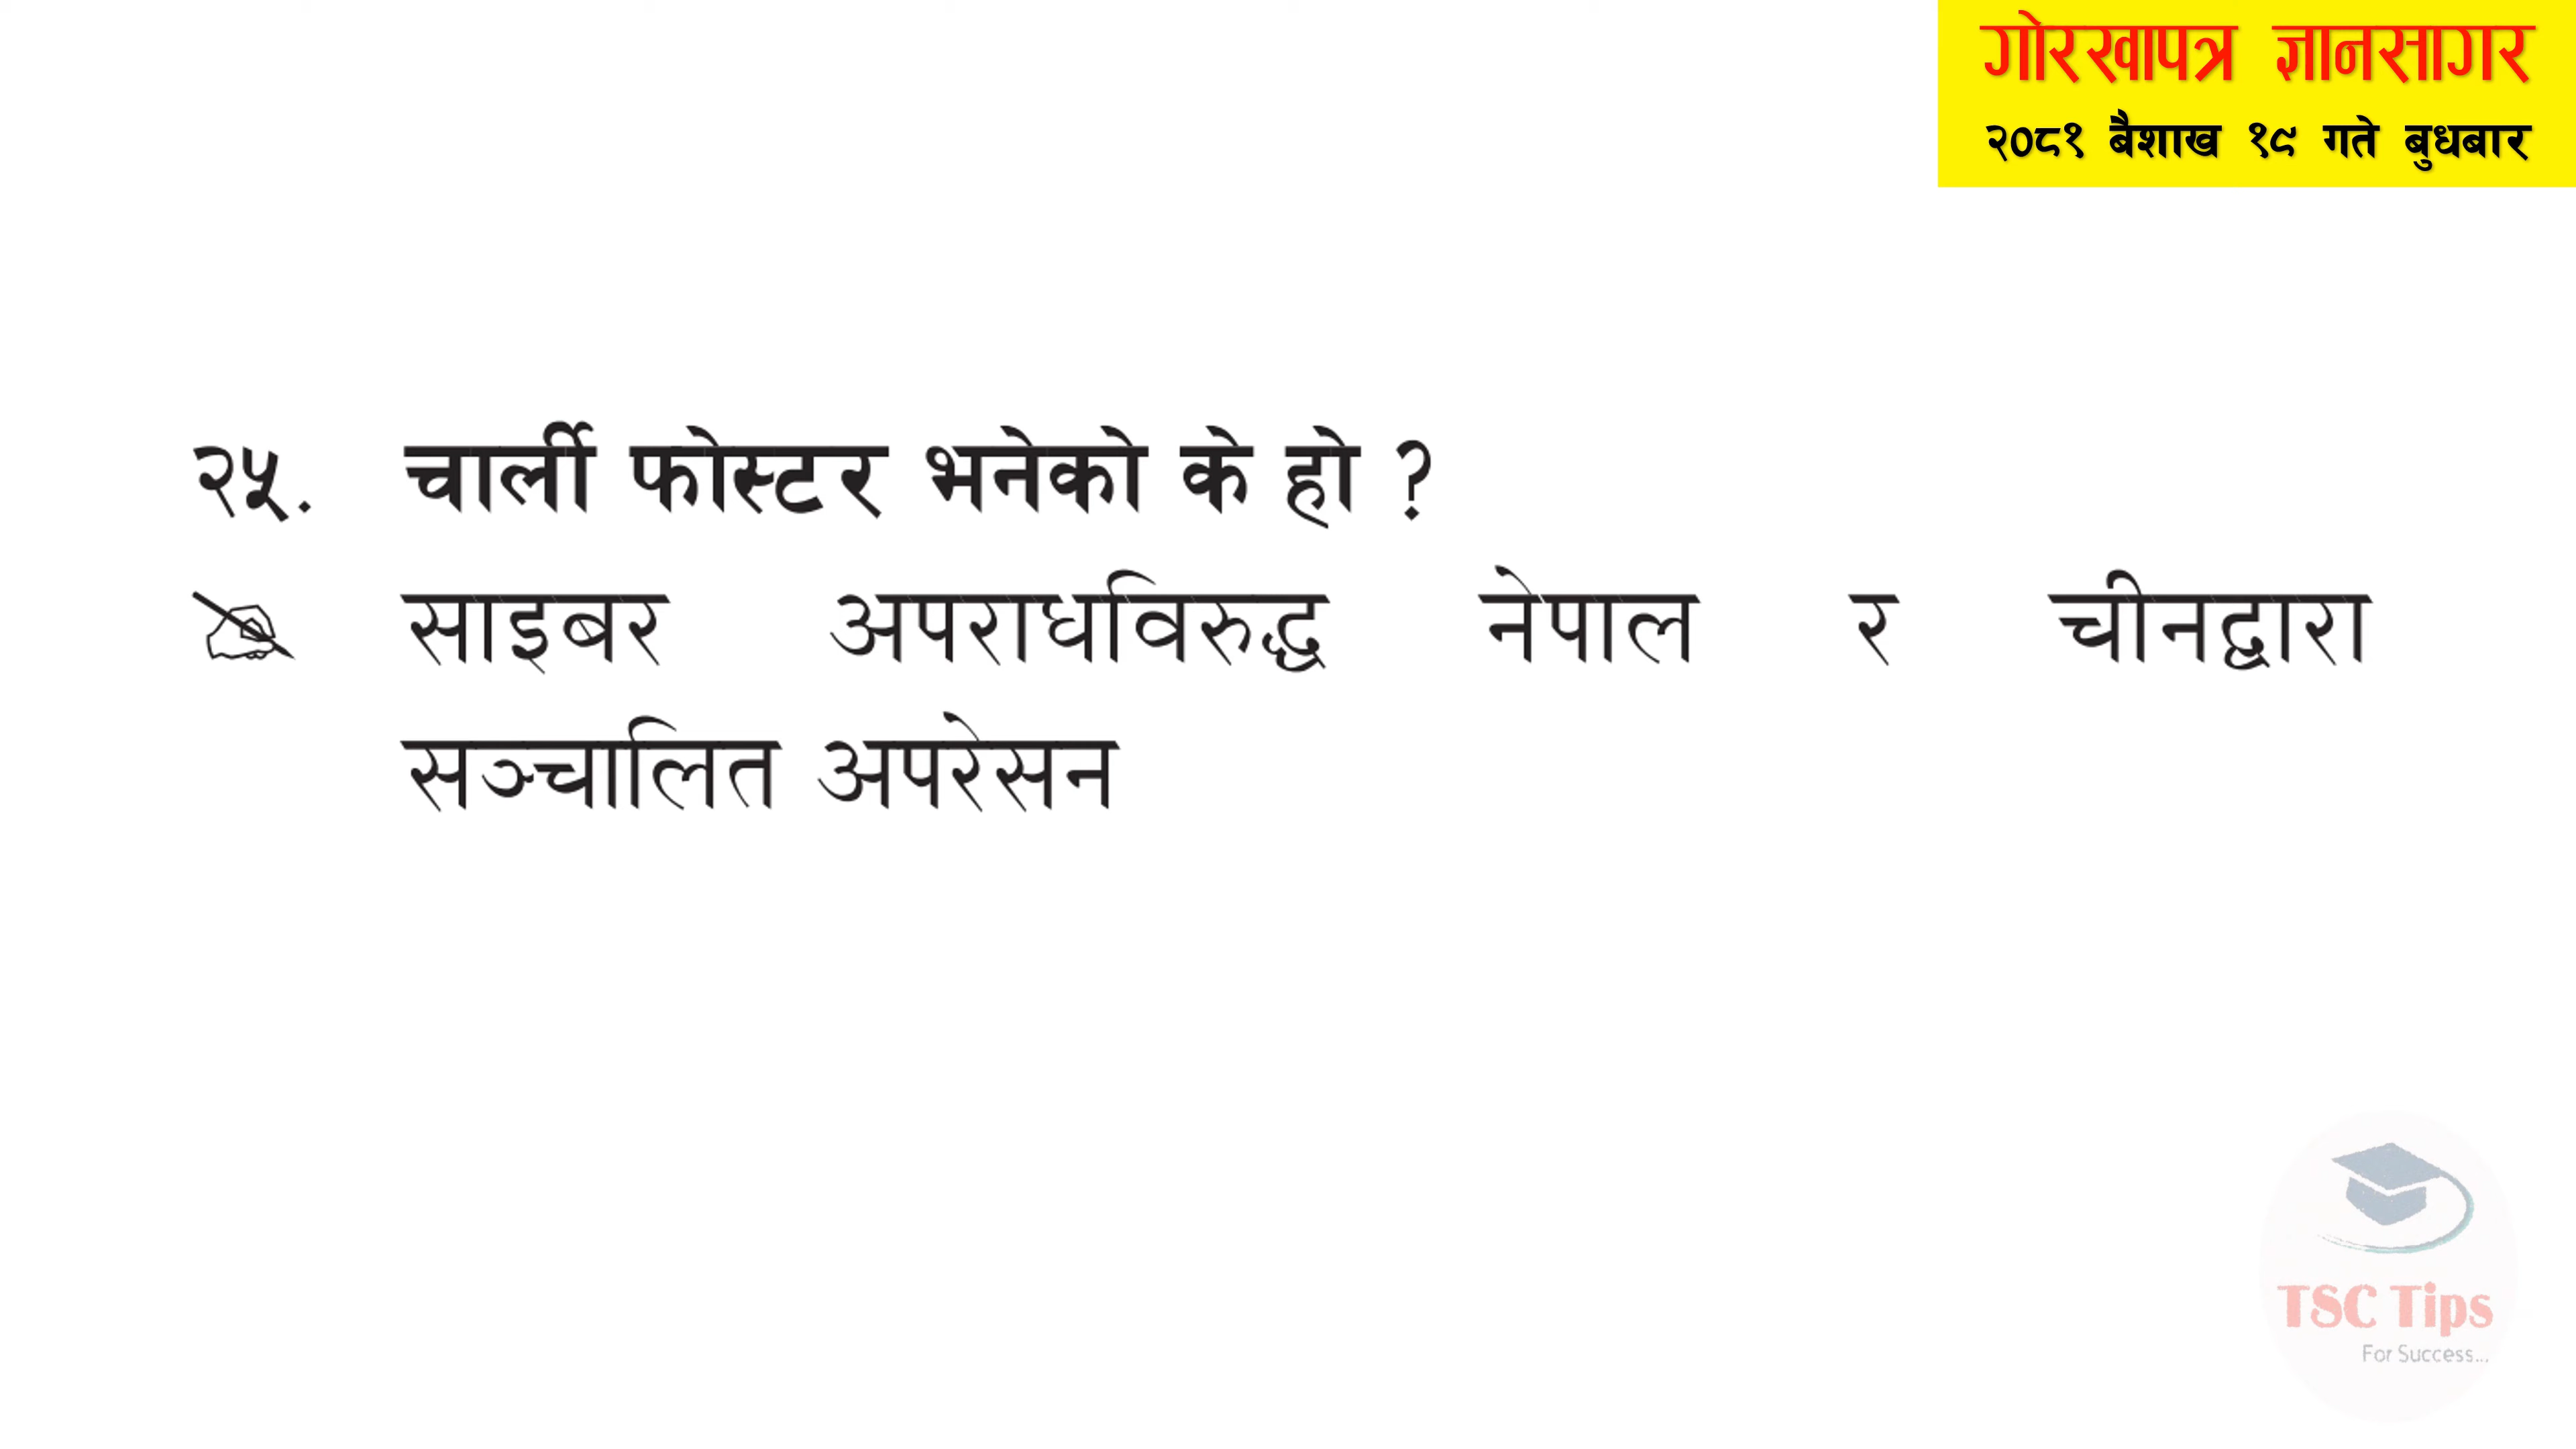 गोरखापत्र ज्ञानसागर
२०८१ बैशाख १९ गते बुधबार
२५. चार्ली फोस्टर भनेको के हो ?
साइबर अपराधविरुद्ध नेपाल र चीनद्वारा
सञ्चालित अपरेसन
TSC Tips
For Success...